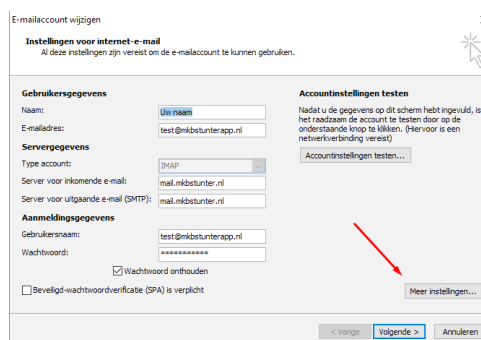 E-mailaccount wijzigen
Instellingen voor internet-e-mail
Al deze instellingen zijn vereist om de e-mailaccount te kunnen gebruiken.
Gebruikersgegevens
Naam: Uw naam
E-mailadres: test@mkbstunterapp.nl
Servergegevens
Type account: IMAP
Server voor inkomende e-mail: mail.mkbstunter.nl
Server voor uitgaande e-mail (SMTP): mail.mkbstunter.nl
Aanmeldingsgegevens
Gebruikersnaam: test@mkbstunterapp.nl
Wachtwoord: ***********
Wachtwoord onthouden
Beveiligd-wachtwoordverificatie (SPA) is verplicht
Accountinstellingen testen
Nadat u de gegevens op dit scherm hebt ingevuld, is
het raadzaam de account te testen door op de
onderstaande knop te klikken. (Hiervoor is een
netwerkverbinding vereist)
Accountinstellingen testen...
Meer instellingen...
< Vorige Volgende > Annuleren